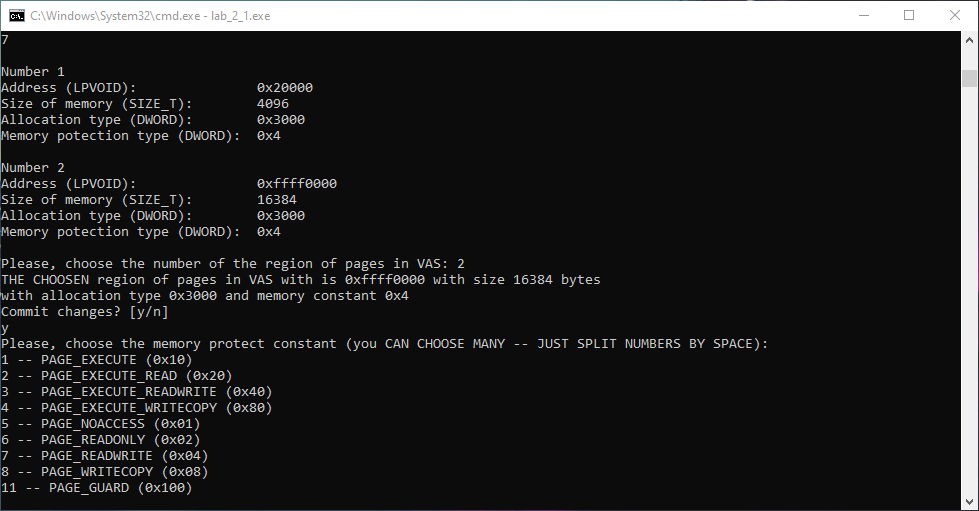 C:\Windows\System32\cmd.exe - lab_2_1.exe
7
Number 1
Address (LPVOID): 0x20000
Size of memory (SIZE_T): 4096
Allocation type (DWORD): 0x3000
Memory potection type (DWORD): 0x4
Number 2
Address (LPVOID): 0xffff0000
Size of memory (SIZE_T): 16384
Allocation type (DWORD): 0x3000
Memory potection type (DWORD): 0x4
Please, choose the number of the region of pages in VAS: 2
THE CHOOSEN region of pages in VAS with is 0xffff0000 with size 16384 bytes
with allocation type 0x3000 and memory constant 0x4
Commit changes? [y/n]
y
Please, choose the memory protect constant (you CAN CHOOSE MANY -- JUST SPLIT NUMBERS BY SPACE):
1 -- PAGE_EXECUTE (0x10)
2 -- PAGE_EXECUTE_READ (0x20)
3 -- PAGE_EXECUTE_READWRITE (0x40)
4 -- PAGE_EXECUTE_WRITECOPY (0x80)
5 -- PAGE_NOACCESS (0x01)
6 -- PAGE_READONLY (0x02)
7 -- PAGE_READWRITE (0x04)
8 -- PAGE_WRITECOPY (0x08)
11 -- PAGE_GUARD (0x100)